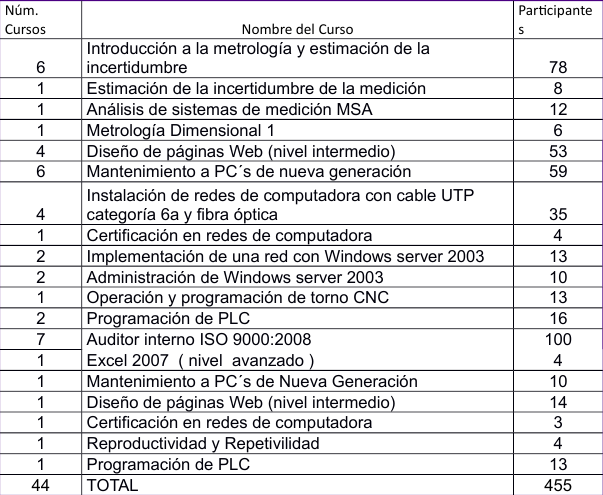 Núm. Cursos Nombre del Curso Participantes
Introducción a la metrología y estimación de la
6 incertidumbre 78
1 Estimación de la incertidumbre de la medición 8
1 Análisis de sistemas de medición MSA 12
1 Metrología Dimensional 1 6
4 Diseño de páginas Web (nivel intermedio) 53
6 Mantenimiento a PC´s de nueva generación 59
Instalación de redes de computadora con cable UTP
4 categoría 6a y fibra óptica 35
1 Certificación en redes de computadora 4
2 Implementación de una red con Windows server 2003 13
2 Administración de Windows server 2003 10
1 Operación y programación de torno CNC 13
2 Programación de PLC 16
7 Auditor interno ISO 9000:2008 100
1 Excel 2007 ( nivel avanzado ) 4
1 Mantenimiento a PC´s de Nueva Generación 10
1 Diseño de páginas Web (nivel intermedio) 14
1 Certificación en redes de computadora 3
1 Reproductividad y Repetivilidad 4
1 Programación de PLC 13
44 TOTAL 455